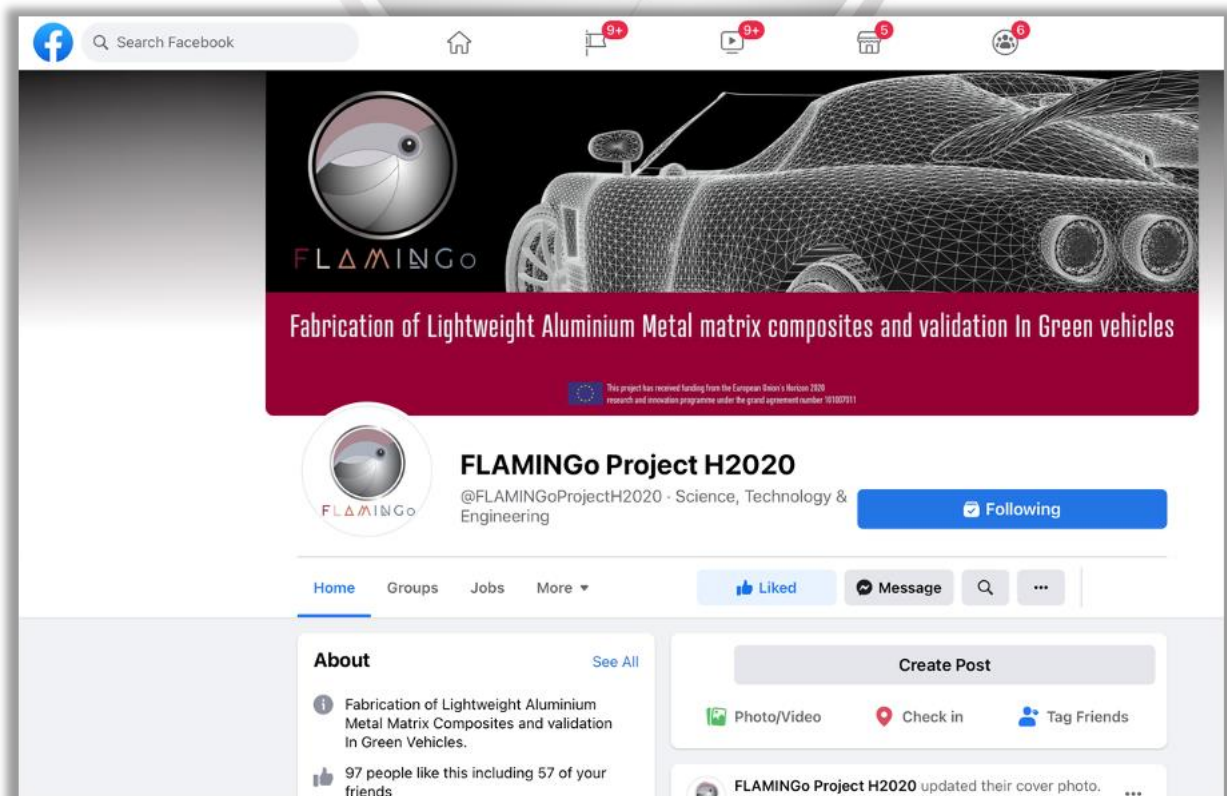 Search Facebook
9+
9+
5
6
FLAMINGo
Fabrication of Lightweight Aluminium Metal matrix composites and validation In Green vehicles
This project has received funding from the European Union's Horizon 2020
research and innovation programme under the grand agreement number 101007011
FLAMINGo
FLAMINGo Project H2020
@FLAMINGoProjectH2020 · Science, Technology &
Engineering
Following
Home Groups Jobs More
Liked Message
About See All
Fabrication of Lightweight Aluminium
Metal Matrix Composites and validation
In Green Vehicles.
97 people like this including 57 of your
friends
Create Post
Photo/Video Check in Tag Friends
FLAMINGo Project H2020 updated their cover photo.